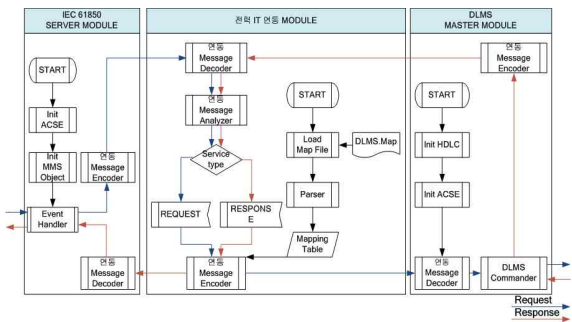 IEC 61850
SERVER MODULE
START
Init
ACSE
Init
MMS
Object
Event
Handler
연동
Message
Encoder
연동
Message
Decoder
전력 IT 연동 MODULE
연동
Message
Decoder
연동
Message
Analyzer
Service
type
REQUEST
RESPONS
E
연동
Message
Encoder
START
Load
Map File
DLMS.Map
Parser
Mapping
Table
DLMS
MASTER MODULE
연동
Message
Encoder
START
Init HDLC
Init ACSE
연동
Message
Decoder
DLMS
Commander
Request
Response